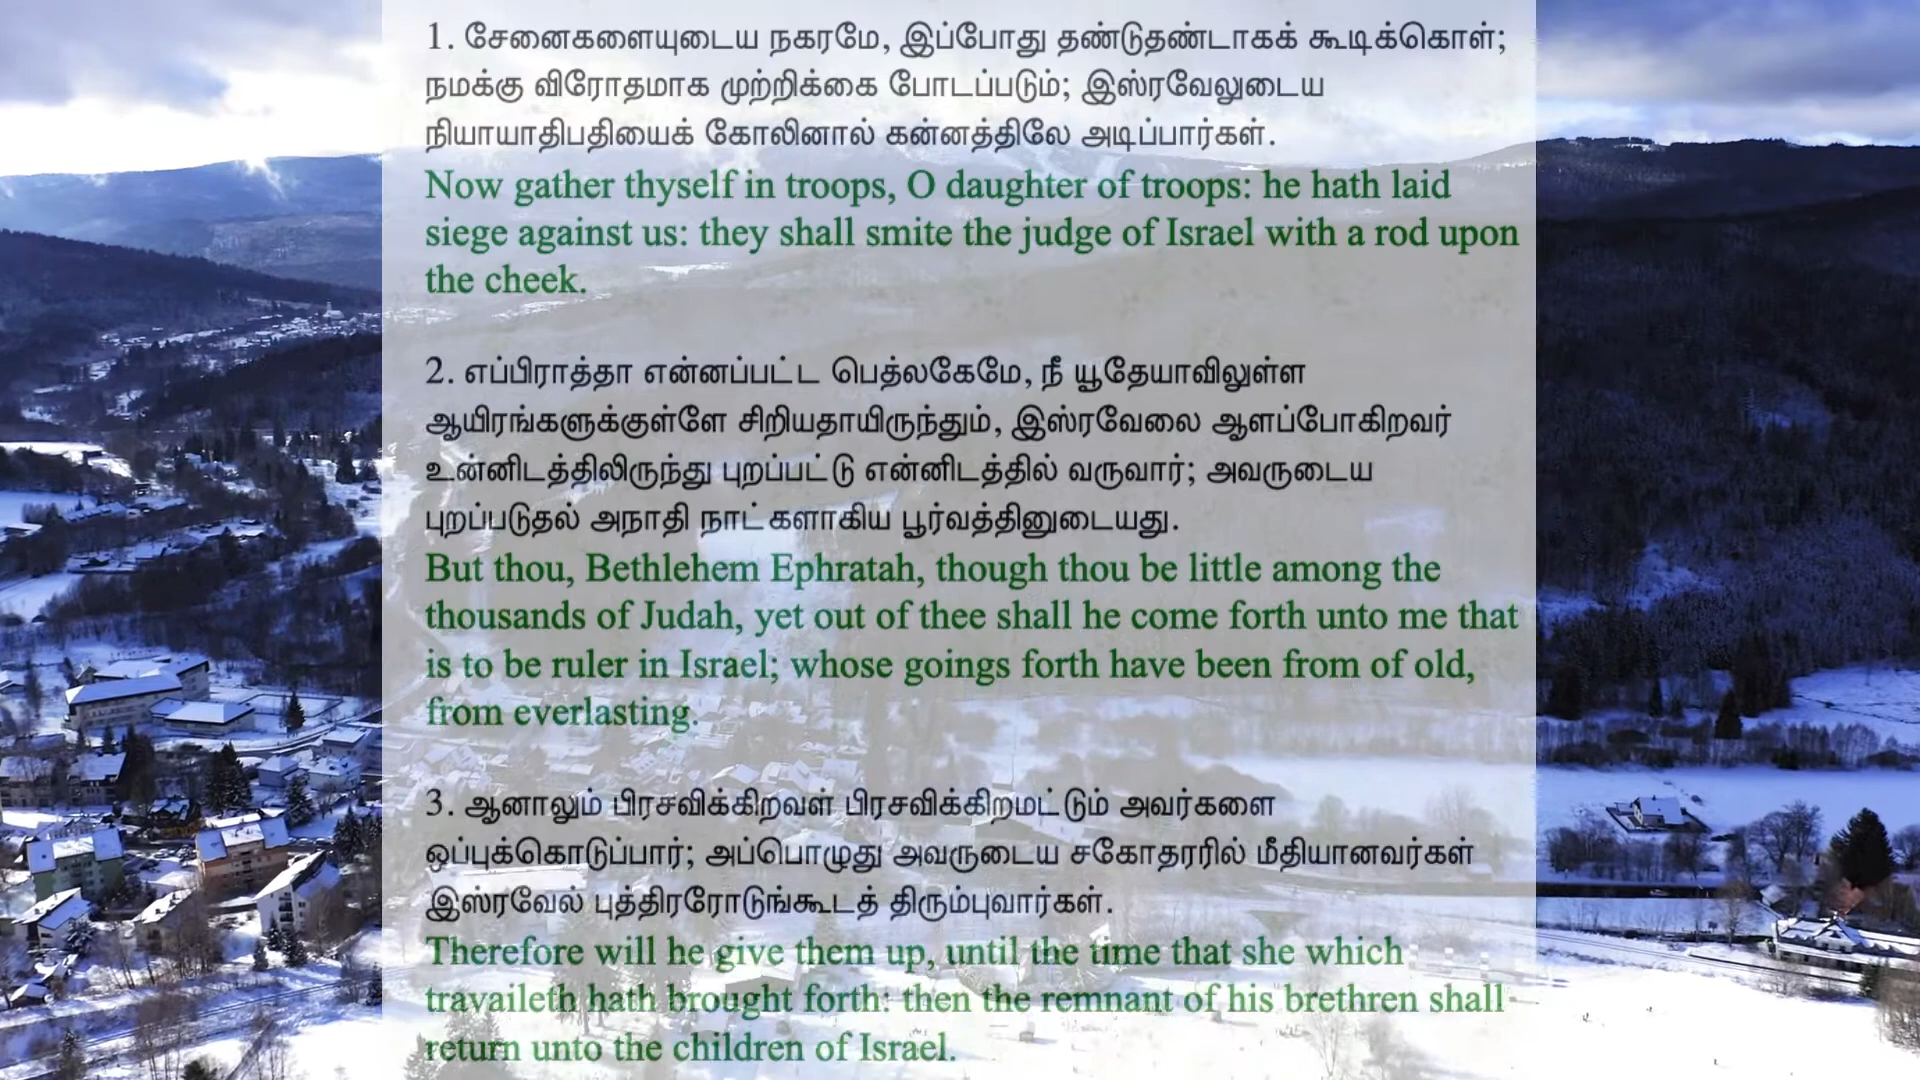 1. சேனைகளையுடைய நகரமே, இப்போது தண்டுதண்டாகக் கூடிக்கொள்;
நமக்கு விரோதமாக முற்றிக்கை போடப்படும்; இஸ்ரவேலுடைய
நியாயாதிபதியைக் கோலினால் கன்னத்திலே அடிப்பார்கள்.
Now gather thyself in troops, O daughter of troops: he hath laid
siege against us: they shall smite the judge of Israel with a rod upon
the cheek.
2. எப்பிராத்தா என்னப்பட்ட பெத்லகேமே, நீ யூதேயாவிலுள்ள
ஆயிரங்களுக்குள்ளே சிறியதாயிருந்தும், இஸ்ரவேலை ஆளப்போகிறவர்
உன்னிடத்திலிருந்து புறப்பட்டு என்னிடத்தில் வருவார்; அவருடைய
புறப்படுதல் அநாதி நாட்களாகிய பூர்வத்தினுடையது.
But thou, Bethlehem Ephratah, though thou be little among the
thousands of Judah, yet out of thee shall he come forth unto me that
is to be ruler in Israel; whose goings forth have been from of old,
from everlasting.
3. ஆனாலும் பிரசவிக்கிறவள் பிரசவிக்கிறமட்டும் அவர்களை
ஒப்புக்கொடுப்பார்; அப்பொழுது அவருடைய சகோதரரில் மீதியானவர்கள்
இஸ்ரவேல் புத்திரரோடுங்கூடத் திரும்புவார்கள்.
Therefore will he give them up, until the time that she which
travaileth hath brought forth: then the remnant of his brethren shall
return unto the children of Israel.